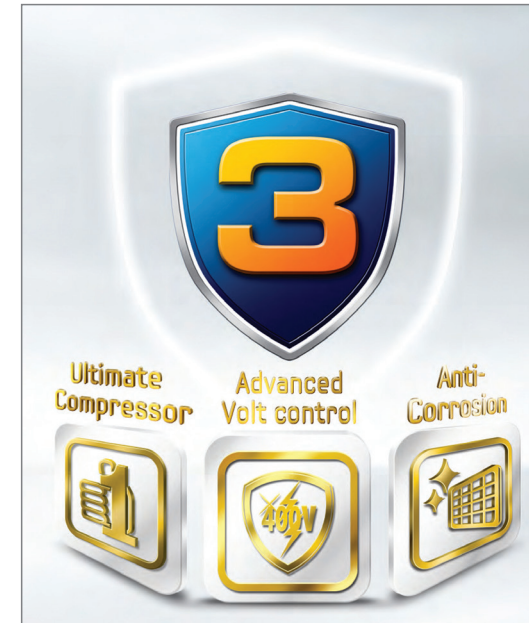 3
Ultimate
Compressor
Advanced
Volt control
Anti-
Corrosion
400V